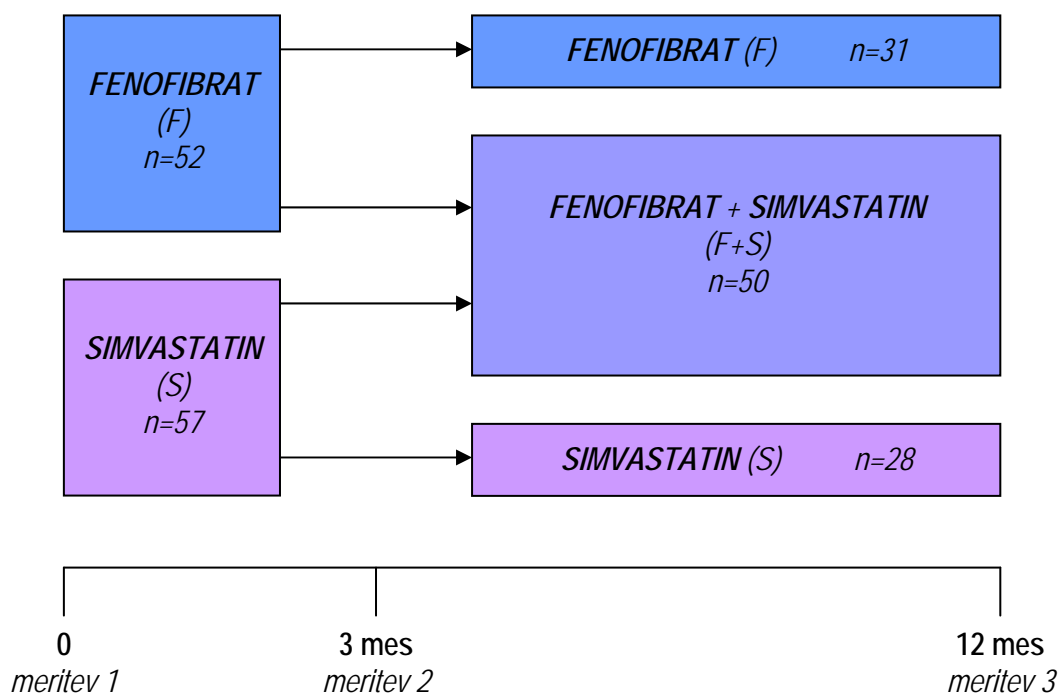 FENOFIBRAT
(F)
n=52
FENOFIBRAT (F) n=31
FENOFIBRAT + SIMVASTATIN
(F+S)
n=50
SIMVASTATIN
(S)
n=57
SIMVASTATIN (S) n=28
0
meritev 1
3 mes
meritev 2
12 mes
meritev 3